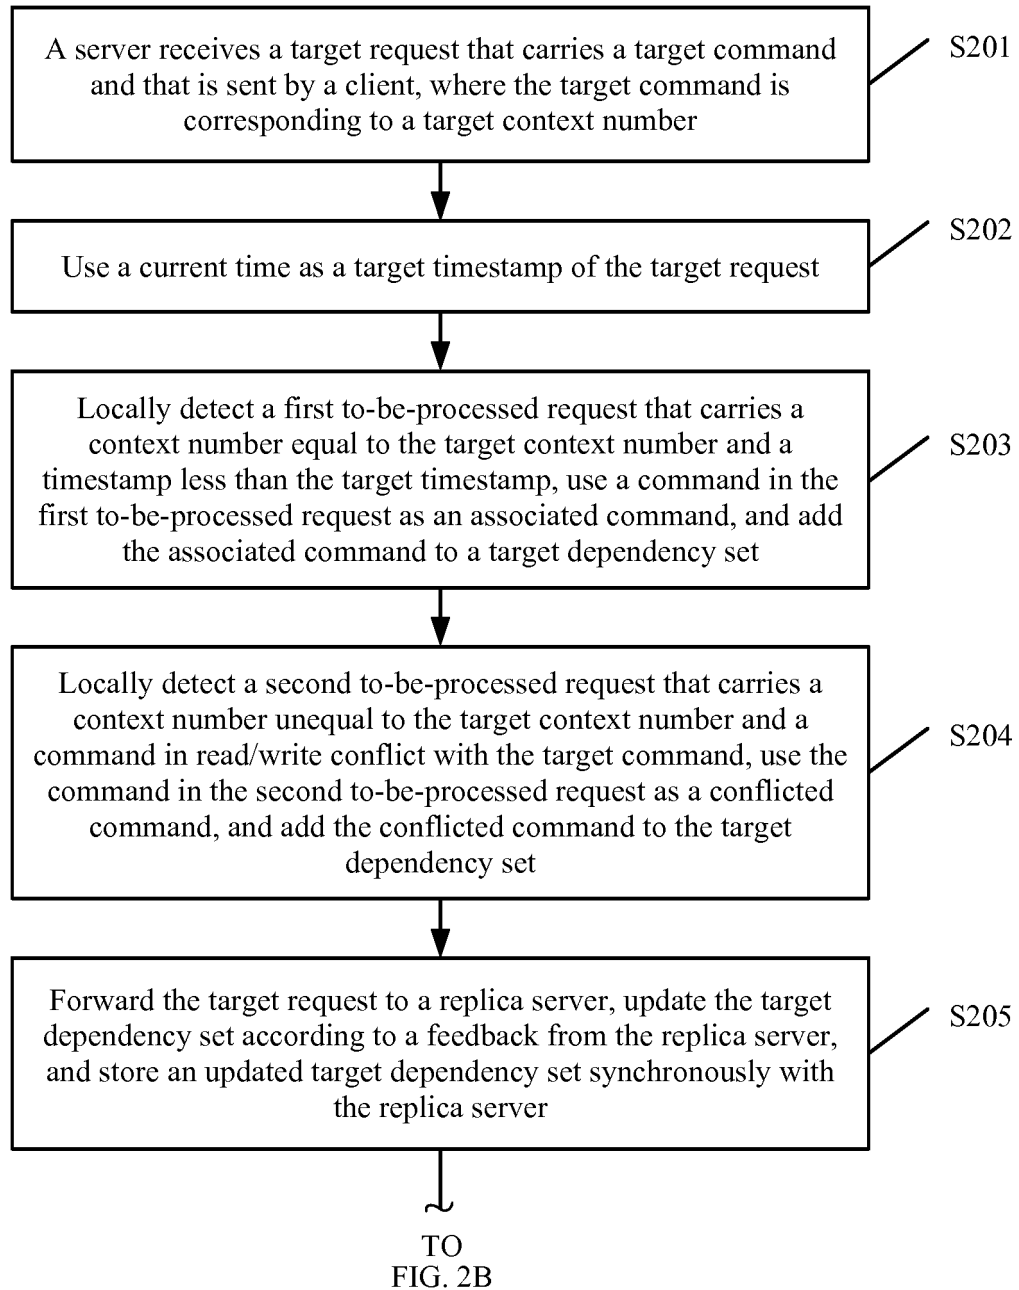 A server receives a target request that carries a target command
and that is sent by a client, where the target command is
corresponding to a target context number
S201
Use a current time as a target timestamp of the target request
S202
Locally detect a first to-be-processed request that carries a
context number equal to the target context number and a
timestamp less than the target timestamp, use a command in the
first to-be-processed request as an associated command, and add
the associated command to a target dependency set
S203
Locally detect a second to-be-processed request that carries a
context number unequal to the target context number and a
command in read/write conflict with the target command, use the
command in the second to-be-processed request as a conflicted
command, and add the conflicted command to the target
dependency set
S204
Forward the target request to a replica server, update the target
dependency set according to a feedback from the replica server,
and store an updated target dependency set synchronously with
the replica server
S205
TO
FIG. 2B